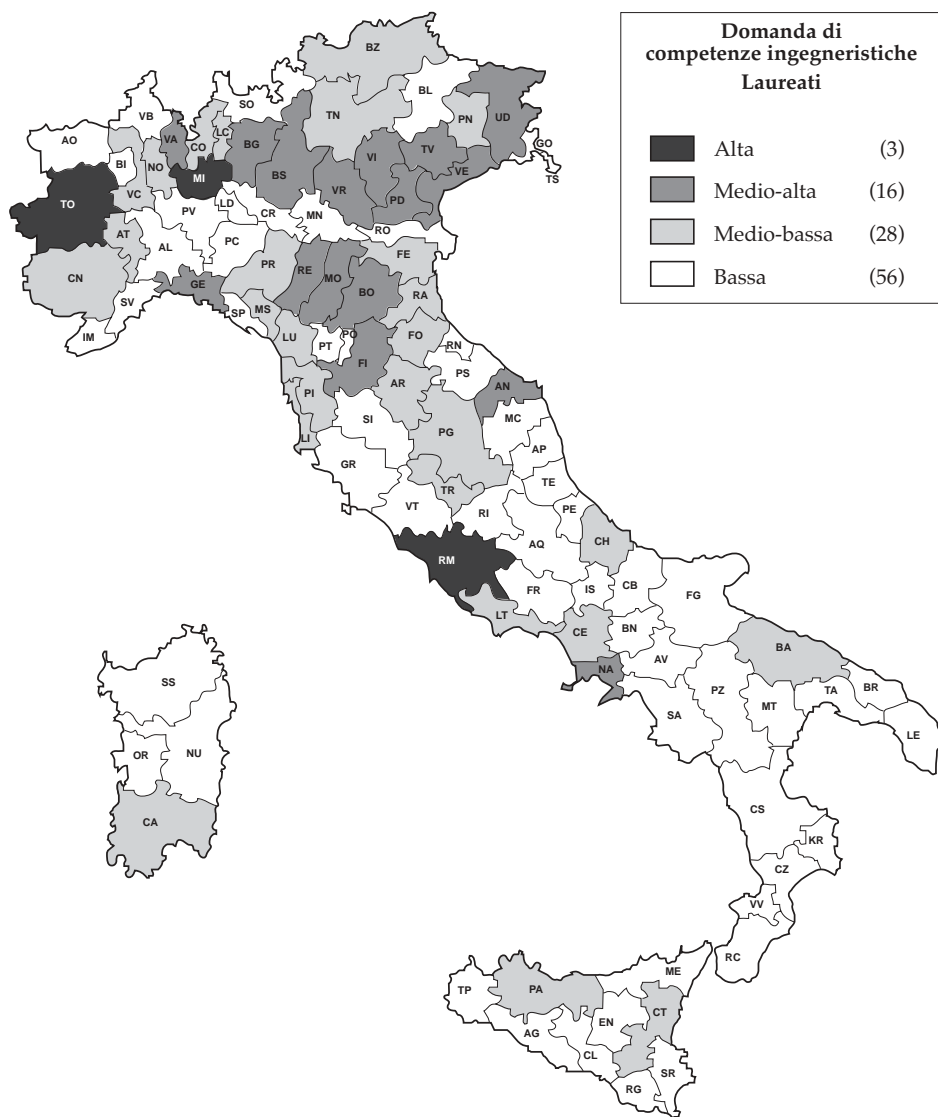 Domanda di
competenze ingegneristiche
Laureati
Alta (3)
Medio-alta (16)
Medio-bassa (28)
Bassa (56)
BZ
SO
BL
VB
TN
PN
UD
AO
VA
CO
LC
BG
TV
GO
BI
NO
MI
BS
VI
VE
TS
VR
PD
TO
VC
LD
CR
MN
PV
RO
AT
AL
PC
FE
PR
RE
MO
BO
CN
GE
RA
SV
SP
MS
FO
LU
PT
PO
RN
IM
FI
PS
AN
PI
AR
MC
SI
PG
LI
AP
GR
TR
TE
VT
RI
PE
CH
AQ
RM
FR
IS
CB
FG
LT
CE
BN
BA
NA
AV
SS
PZ
TA
BR
SA
MT
LE
OR
NU
CS
CA
KR
CZ
VV
RC
ME
TP
PA
CT
EN
AG
CL
SR
RG